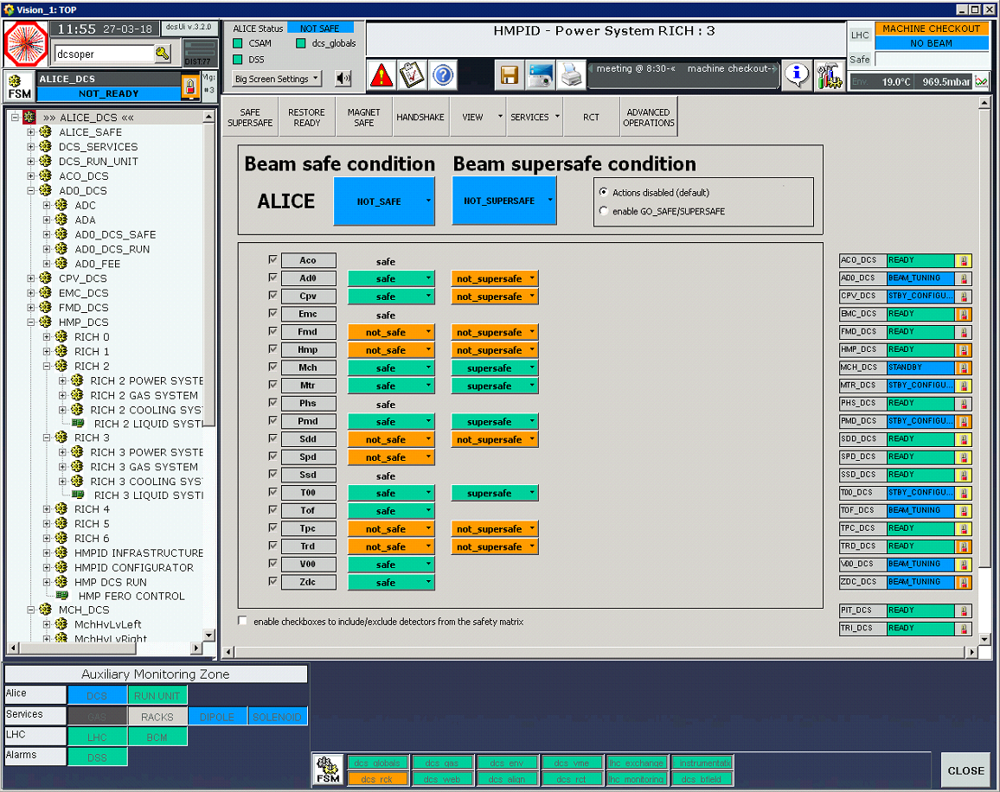 Vision_1: TOP
11:55 27-03-18 dcsUi v.3.2.0
dcsoper
DIST:77
ALICE Status NOT SAFE
CSAM dcs_globals
DSS
Big Screen Settings
HMPID - Power System RICH : 3
LHC MACHINE CHECKOUT
NO BEAM
Safe
meeting @ 8:30-< machine checkout->
Env 19.0°C 969.5mbar
FSM ALICE_DCS
NOT_READY
Mg:
#3
>> ALICE_DCS <<
ALICE_SAFE
DCS_SERVICES
DCS_RUN_UNIT
ACO_DCS
AD0_DCS
ADC
ADA
AD0_DCS_SAFE
AD0_DCS_RUN
AD0_FEE
CPV_DCS
EMC_DCS
FMD_DCS
HMP_DCS
RICH 0
RICH 1
RICH 2
RICH 2 POWER SYSTE
RICH 2 GAS SYSTEM
RICH 2 COOLING SYS
RICH 2 LIQUID SYSTI
RICH 3
RICH 3 POWER SYSTE
RICH 3 GAS SYSTEM
RICH 3 COOLING SYS
RICH 3 LIQUID SYSTI
RICH 4
RICH 5
RICH 6
HMPID INFRASTRUCTURE
HMPID CONFIGURATOR
HMP DCS RUN
HMP FERO CONTROL
MCH_DCS
MchHvLvLeft
MchHvLvRight
SAFE RESTORE MAGNET HANDSHAKE VIEW SERVICES RCT ADVANCED
SUPERSAFE READY SAFE OPERATIONS
Beam safe condition Beam supersafe condition
ALICE NOT_SAFE NOT_SUPERSAFE
Actions disabled (default)
enable GO_SAFE/SUPERSAFE
Aco safe
Ad0 safe not_supersafe
Cpv safe not_supersafe
Emc safe
Fmd not_safe not_supersafe
Hmp not_safe not_supersafe
Mch safe supersafe
Mtr safe supersafe
Phs safe
Pmd safe supersafe
Sdd not_safe not_supersafe
Spd not_safe
Ssd safe
T00 safe supersafe
Tof safe
Tpc not_safe not_supersafe
Trd not_safe not_supersafe
V00 safe
Zdc safe
enable checkboxes to include/exclude detectors from the safety matrix
ACO_DCS READY
AD0_DCS BEAM_TUNING
CPV_DCS STBY_CONFIGU...
EMC_DCS READY
FMD_DCS READY
HMP_DCS READY
MCH_DCS STANDBY
MTR_DCS STBY_CONFIGU...
PHS_DCS READY
PMD_DCS STBY_CONFIGU...
SDD_DCS READY
SPD_DCS READY
SSD_DCS READY
T00_DCS STBY_CONFIGU...
TOF_DCS BEAM_TUNING
TPC_DCS READY
TRD_DCS READY
V00_DCS BEAM_TUNING
ZDC_DCS BEAM_TUNING
PIT_DCS READY
TRI_DCS READY
Auxiliary Monitoring Zone
Alice DCS RUN UNIT
Services GAS RACKS DIPOLE SOLENOID
LHC LHC BCM
Alarms DSS
FSM
dcs_globals dcs_gas dcs_env dcs_vme lhc_exchange instrumentati
dcs_rck dcs_web dcs_align dcs_rct lhc_monitoring dcs_bfield
CLOSE